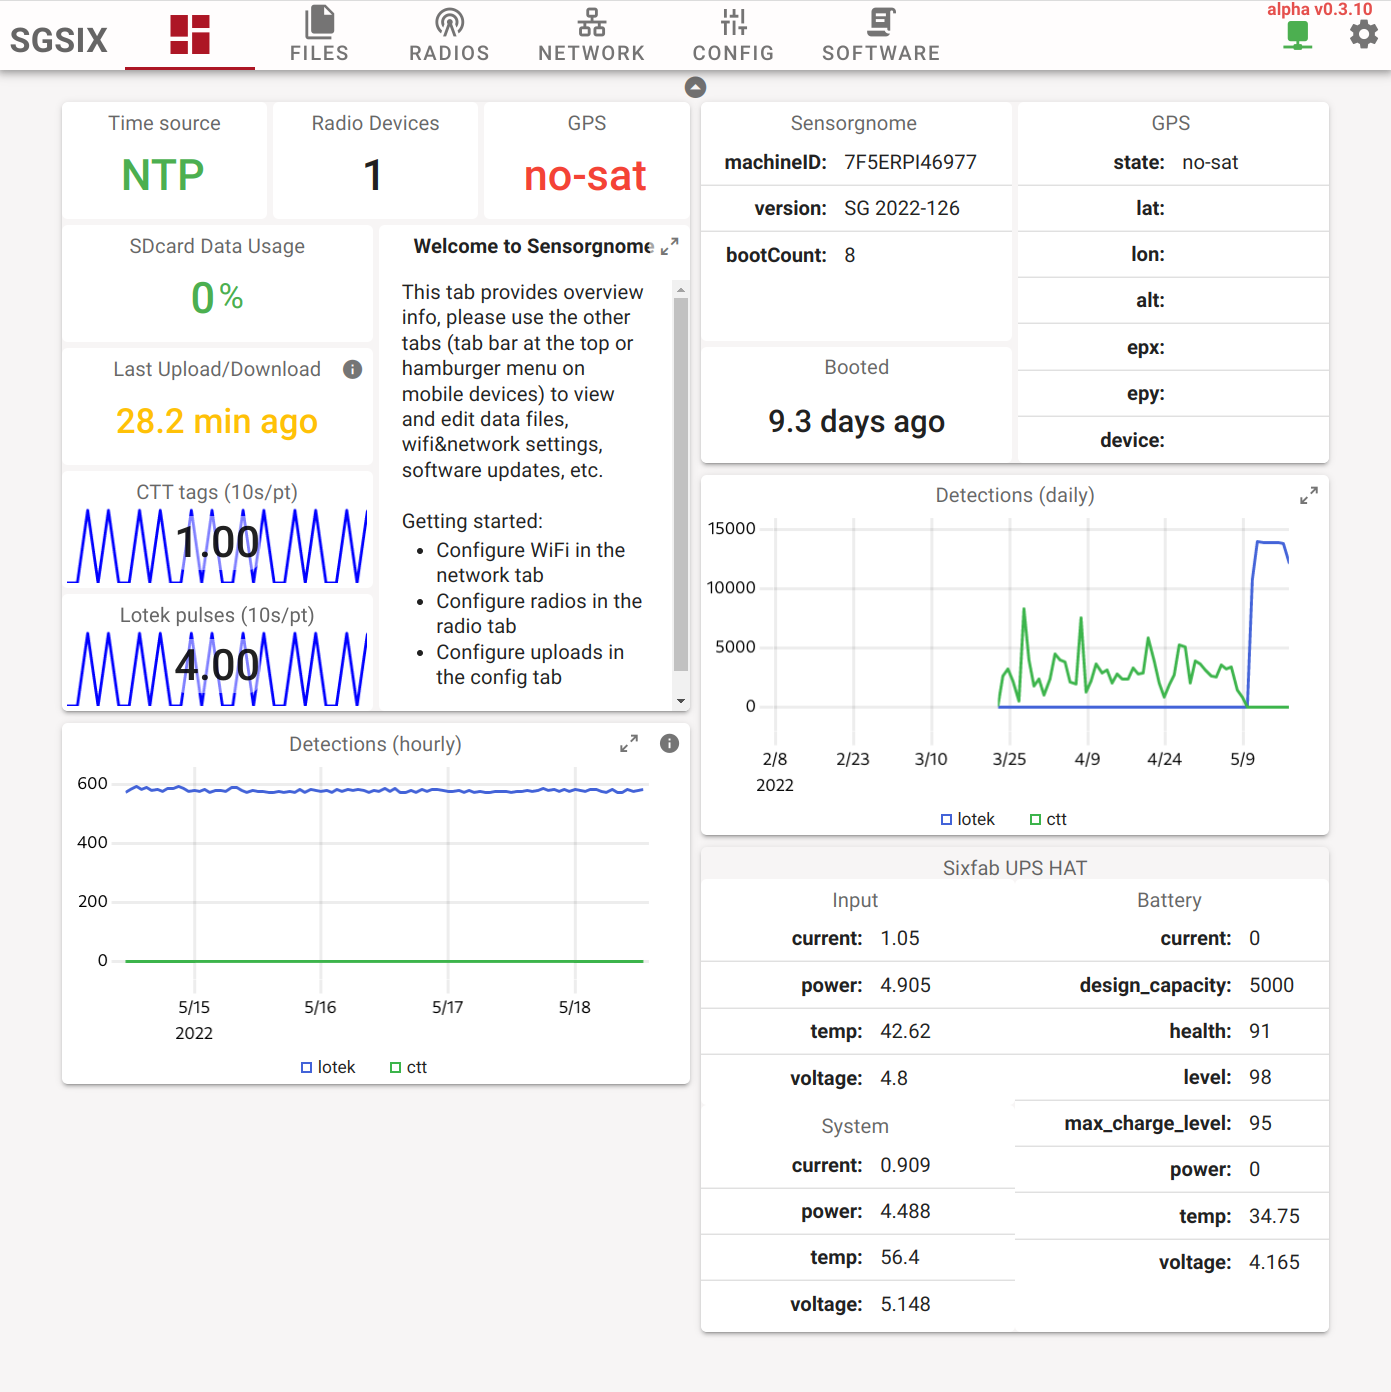 alpha v0.3.10
SGSIX
FILES
RADIOS
NETWORK
CONFIG
SOFTWARE
Time source
NTP
Radio Devices
1
GPS
no-sat
SDcard Data Usage
0 %
Last Upload/Download
28.2 min ago
CTT tags (10s/pt)
1.00
Lotek pulses (10s/pt)
4.00
Welcome to Sensorgnome
This tab provides overview
info, please use the other
tabs (tab bar at the top or
hamburger menu on
mobile devices) to view
and edit data files,
wifi&network settings,
software updates, etc.
Getting started:
• Configure WiFi in the
network tab
• Configure radios in the
radio tab
• Configure uploads in
the config tab
Detections (hourly)
600
400
200
0
5/15
2022
5/16
5/17
5/18
lotek
ctt
Sensorgnome
machineID: 7F5ERPI46977
version: SG 2022-126
bootCount: 8
Booted
9.3 days ago
GPS
state: no-sat
lat:
lon:
alt:
epx:
epy:
device:
Detections (daily)
15000
10000
5000
0
2/8
2022
2/23
3/10
3/25
4/9
4/24
5/9
lotek
ctt
Sixfab UPS HAT
Input
current: 1.05
power: 4.905
temp: 42.62
voltage: 4.8
System
current: 0.909
power: 4.488
temp: 56.4
voltage: 5.148
Battery
current: 0
design_capacity: 5000
health: 91
level: 98
max_charge_level: 95
power: 0
temp: 34.75
voltage: 4.165